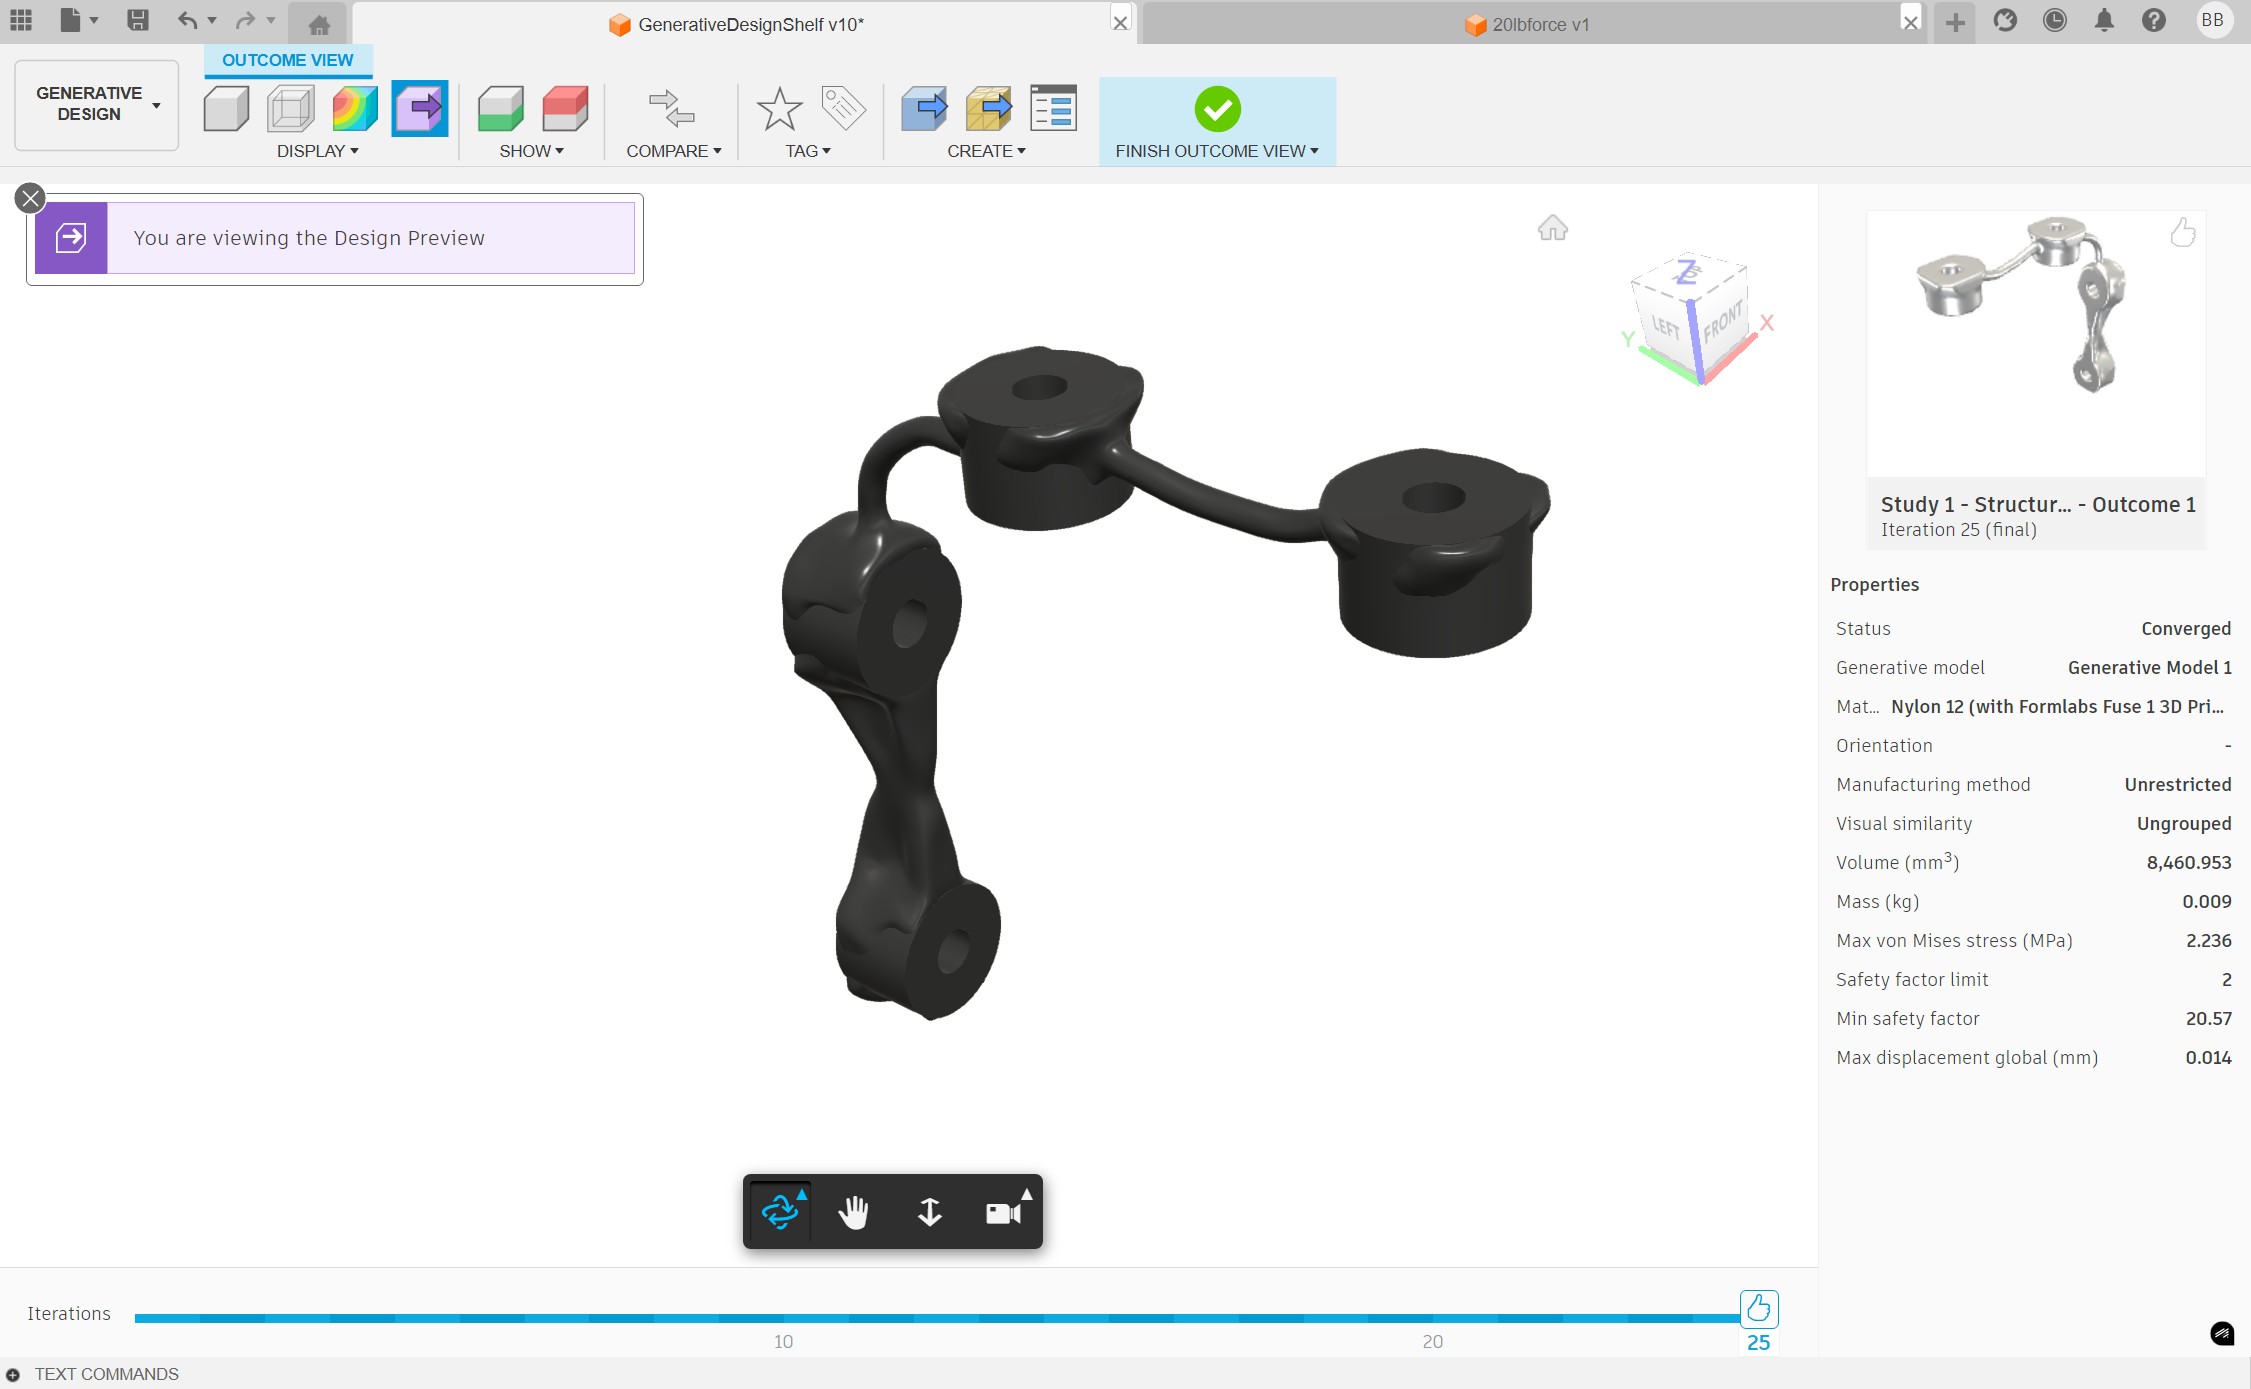 GenerativeDesignShelf v10*
20lbforce v1
BB
GENERATIVE
DESIGN
OUTCOME VIEW
DISPLAY
SHOW
COMPARE
TAG
CREATE
FINISH OUTCOME VIEW
You are viewing the Design Preview
TOP
Z
LEFT
FRONT
X
Y
Study 1 - Structur... - Outcome 1
Iteration 25 (final)
Properties
Status Converged
Generative model Generative Model 1
Mat... Nylon 12 (with Formlabs Fuse 1 3D Pri...
Orientation -
Manufacturing method Unrestricted
Visual similarity Ungrouped
Volume (mm³) 8,460.953
Mass (kg) 0.009
Max von Mises stress (MPa) 2.236
Safety factor limit 2
Min safety factor 20.57
Max displacement global (mm) 0.014
Iterations
10
20
25
TEXT COMMANDS